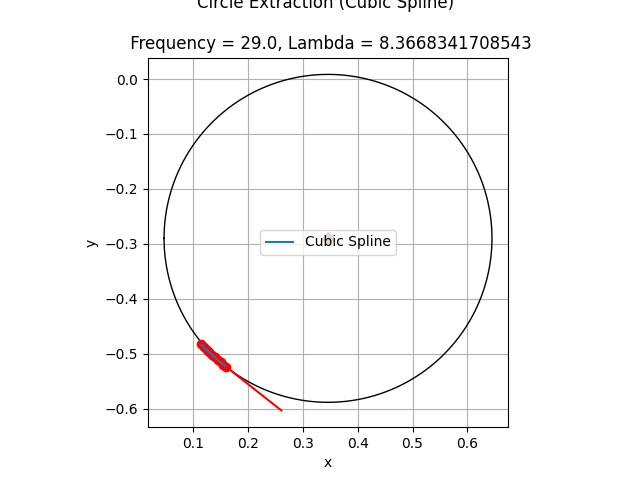 Circle Extraction (Cubic Spline)
Frequency = 29.0, Lambda = 8.3668341708543
0.0
−0.1
−0.2
−0.3
−0.4
−0.5
−0.6
y
Cubic Spline
0.1 0.2 0.3 0.4 0.5 0.6
x